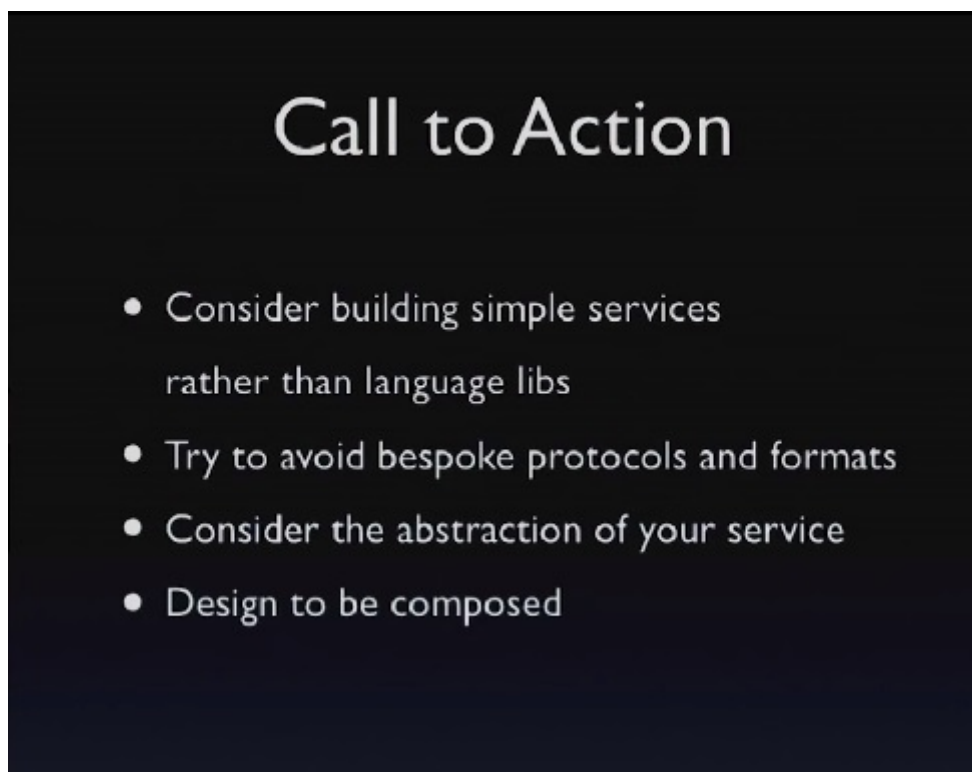 Call to Action
• Consider building simple services
rather than language libs
• Try to avoid bespoke protocols and formats
• Consider the abstraction of your service
• Design to be composed